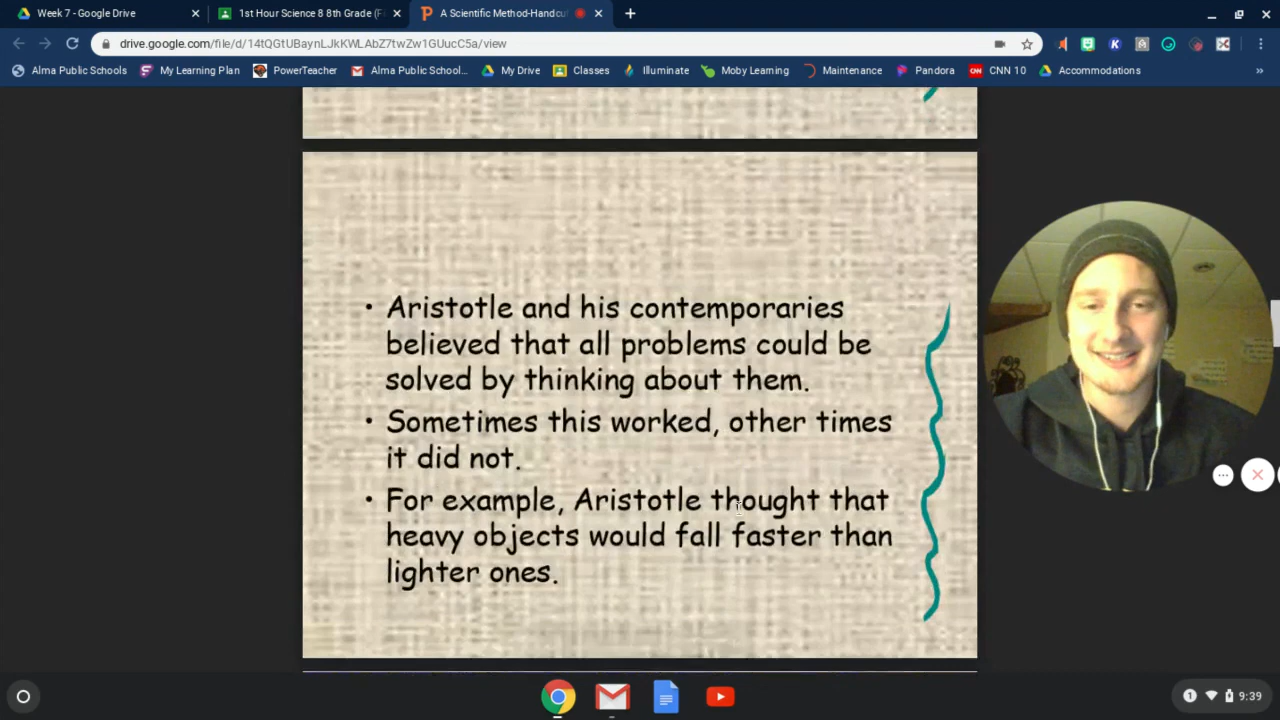 Week 7 - Google Drive
1st Hour Science 8 8th Grade (F
A Scientific Method-Handcu
drive.google.com/file/d/14tQGtUBaynLJkKWLAbZ7twZw1GUucC5a/view
Alma Public Schools
My Learning Plan
PowerTeacher
Alma Public School...
My Drive
Classes
Illuminate
Moby Learning
Maintenance
Pandora
CNN 10
Accommodations
»
• Aristotle and his contemporaries
believed that all problems could be
solved by thinking about them.
• Sometimes this worked, other times
it did not.
• For example, Aristotle thought that
heavy objects would fall faster than
lighter ones.
1
9:39